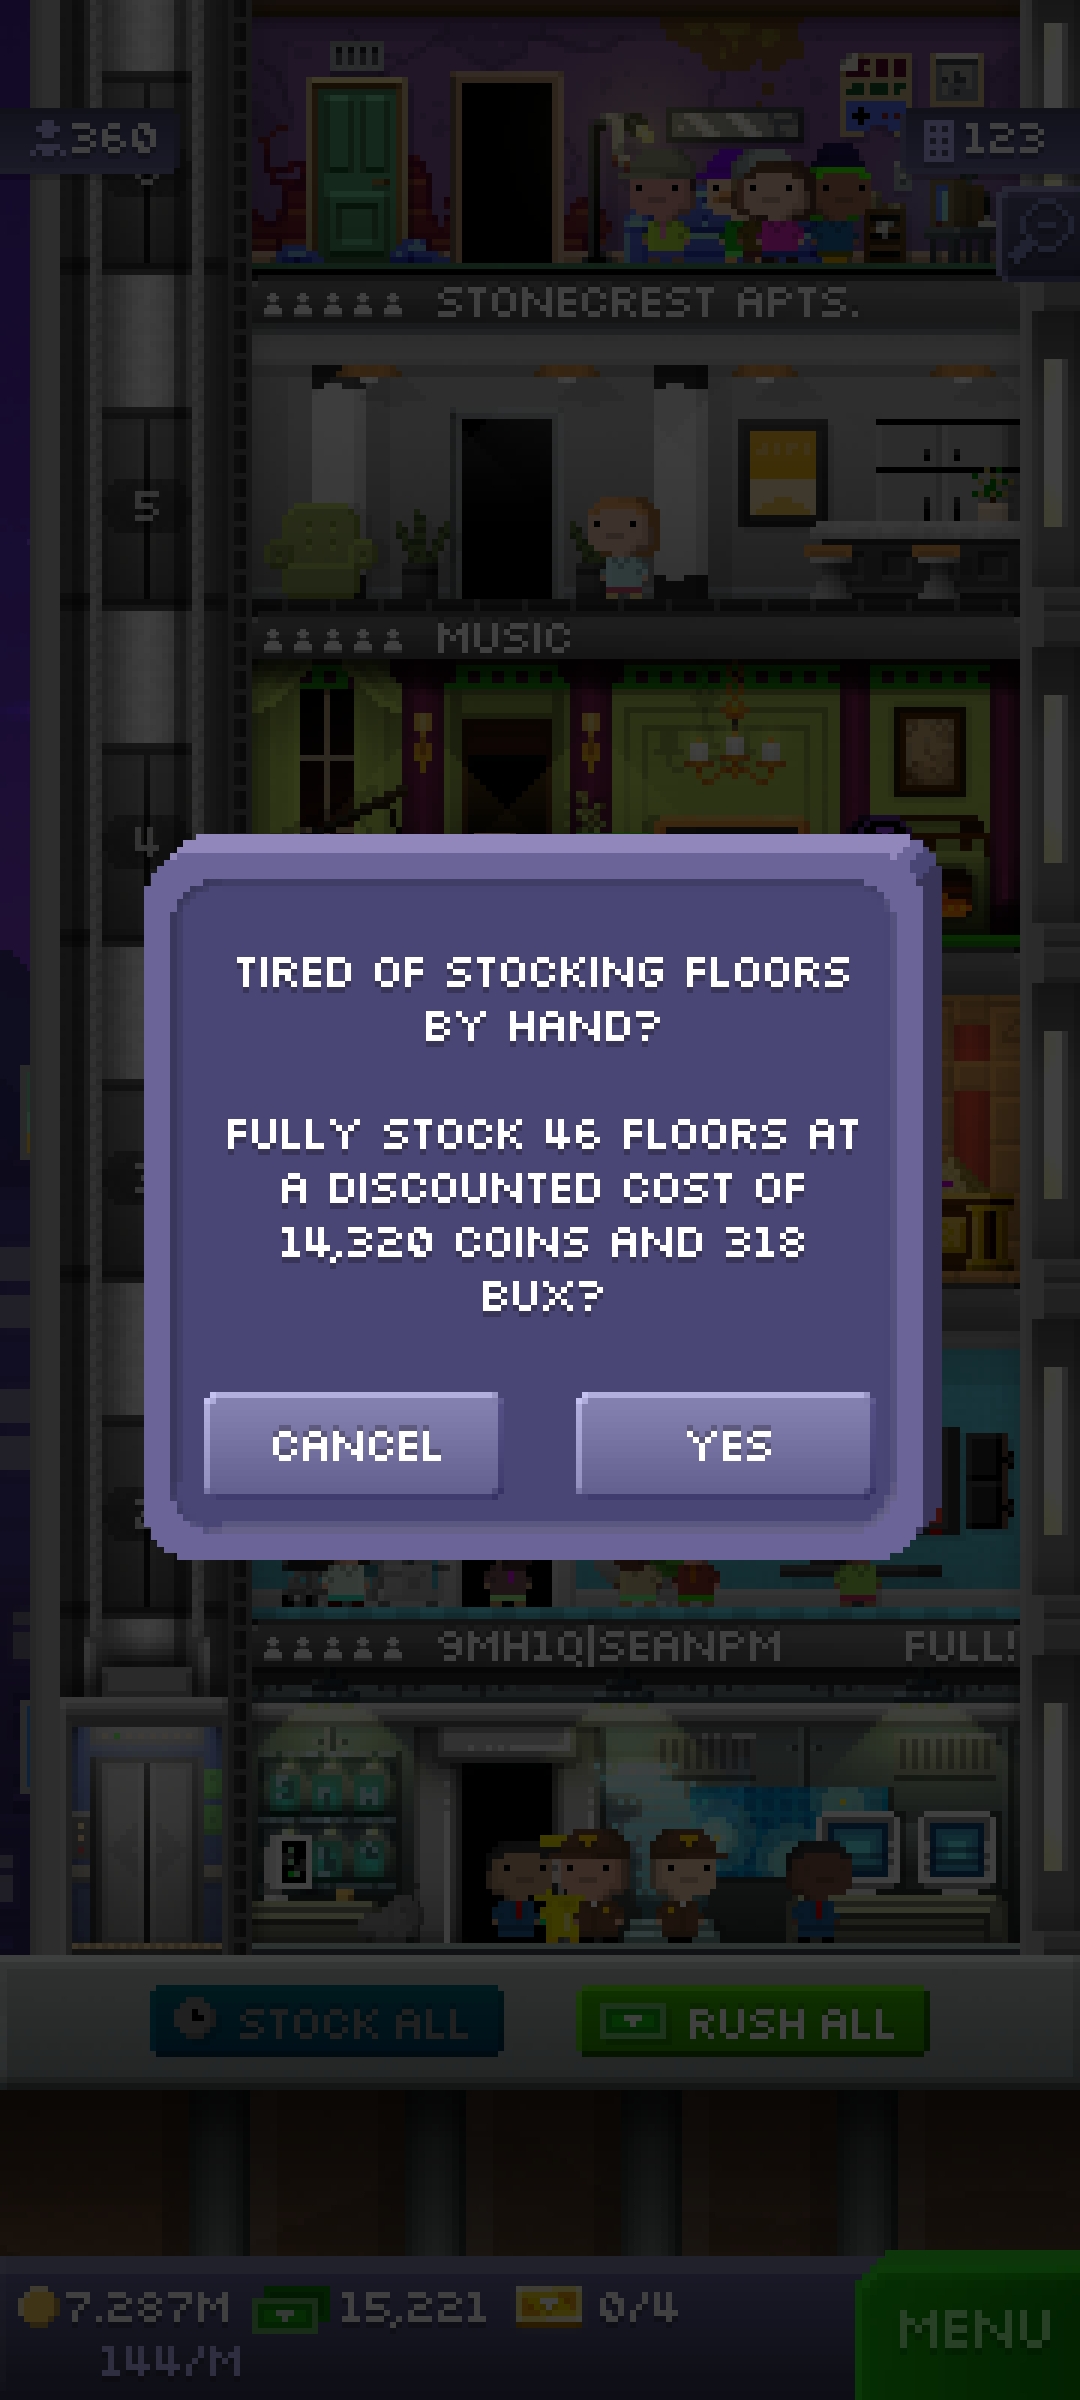 360
123
STONECREST APTS.
5
MUSIC
4
TIRED OF STOCKING FLOORS
BY HAND?
FULLY STOCK 46 FLOORS AT
A DISCOUNTED COST OF
14,320 COINS AND 318
BUX?
CANCEL
YES
9MH1Q|SEANPM
FULL!
STOCK ALL
RUSH ALL
7.287M
15,221
0/4
144/M
MENU